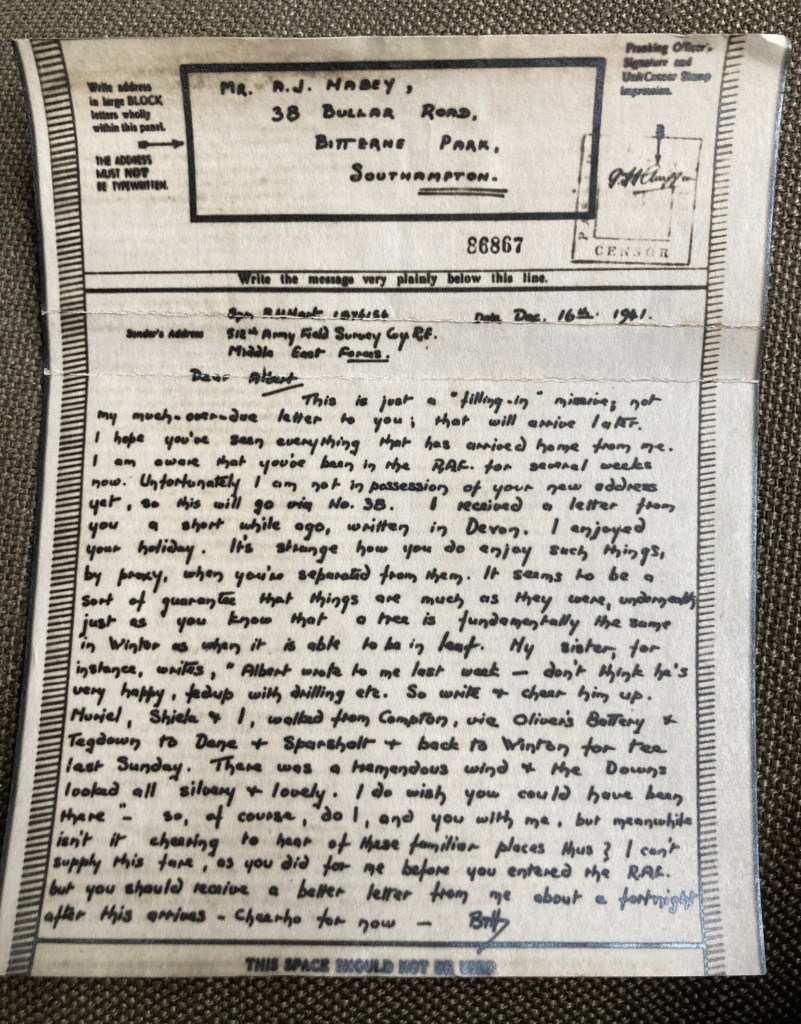 Write address
in large BLOCK
letters wholly
within this panel.
THE ADDRESS
MUST NOT
BE TYPEWRITTEN.
MR. A.J. HABEY,
38 BULLAR ROAD,
BITTERNE PARK,
SOUTHAMPTON.
Franking Officer's
Signature and
Unit Censor Stamp
Impression.
CENSOR
86867
Write the message very plainly below this line.
Date Dec. 16th. 1941.
Sender's Address 512th Army Field Survey Coy R.E.
Middle East Forces.
Dear Albert
This is just a "filling-in" missive; not
my much-over-due letter to you; that will arrive later.
I hope you've seen everything that has arrived home from me.
I am aware that you've been in the R.A.F. for several weeks
now. Unfortunately I am not in possession of your new address
yet, so this will go via No. 38. I received a letter from
you a short while ago, written in Devon. I enjoyed
your holiday. It's strange how you do enjoy such things,
by proxy, when you're separated from them. It seems to be a
sort of guarantee that things are much as they were, underneath
just as you know that a tree is fundamentally the same
in Winter as when it is able to be in leaf. My sister, for
instance, writes, "Albert wrote to me last week — don't think he's
very happy, fedup with drilling etc. So write & cheer him up.
Muriel, Shiela & I, walked from Compton, via Oliver's Battery &
Tegdown to Dene & Sparsholt & back to Winton for tea
last Sunday. There was a tremendous wind & the Downs
looked all silvery & lovely. I do wish you could have been
there" - so, of course, do I, and you with me, but meanwhile
isn't it cheering to hear of these familiar places thus? I can't
supply this fare, as you did for me before you entered the R.A.F.
but you should receive a better letter from me about a fortnight
after this arrives - Cheerho for now —
THIS SPACE SHOULD NOT BE USED